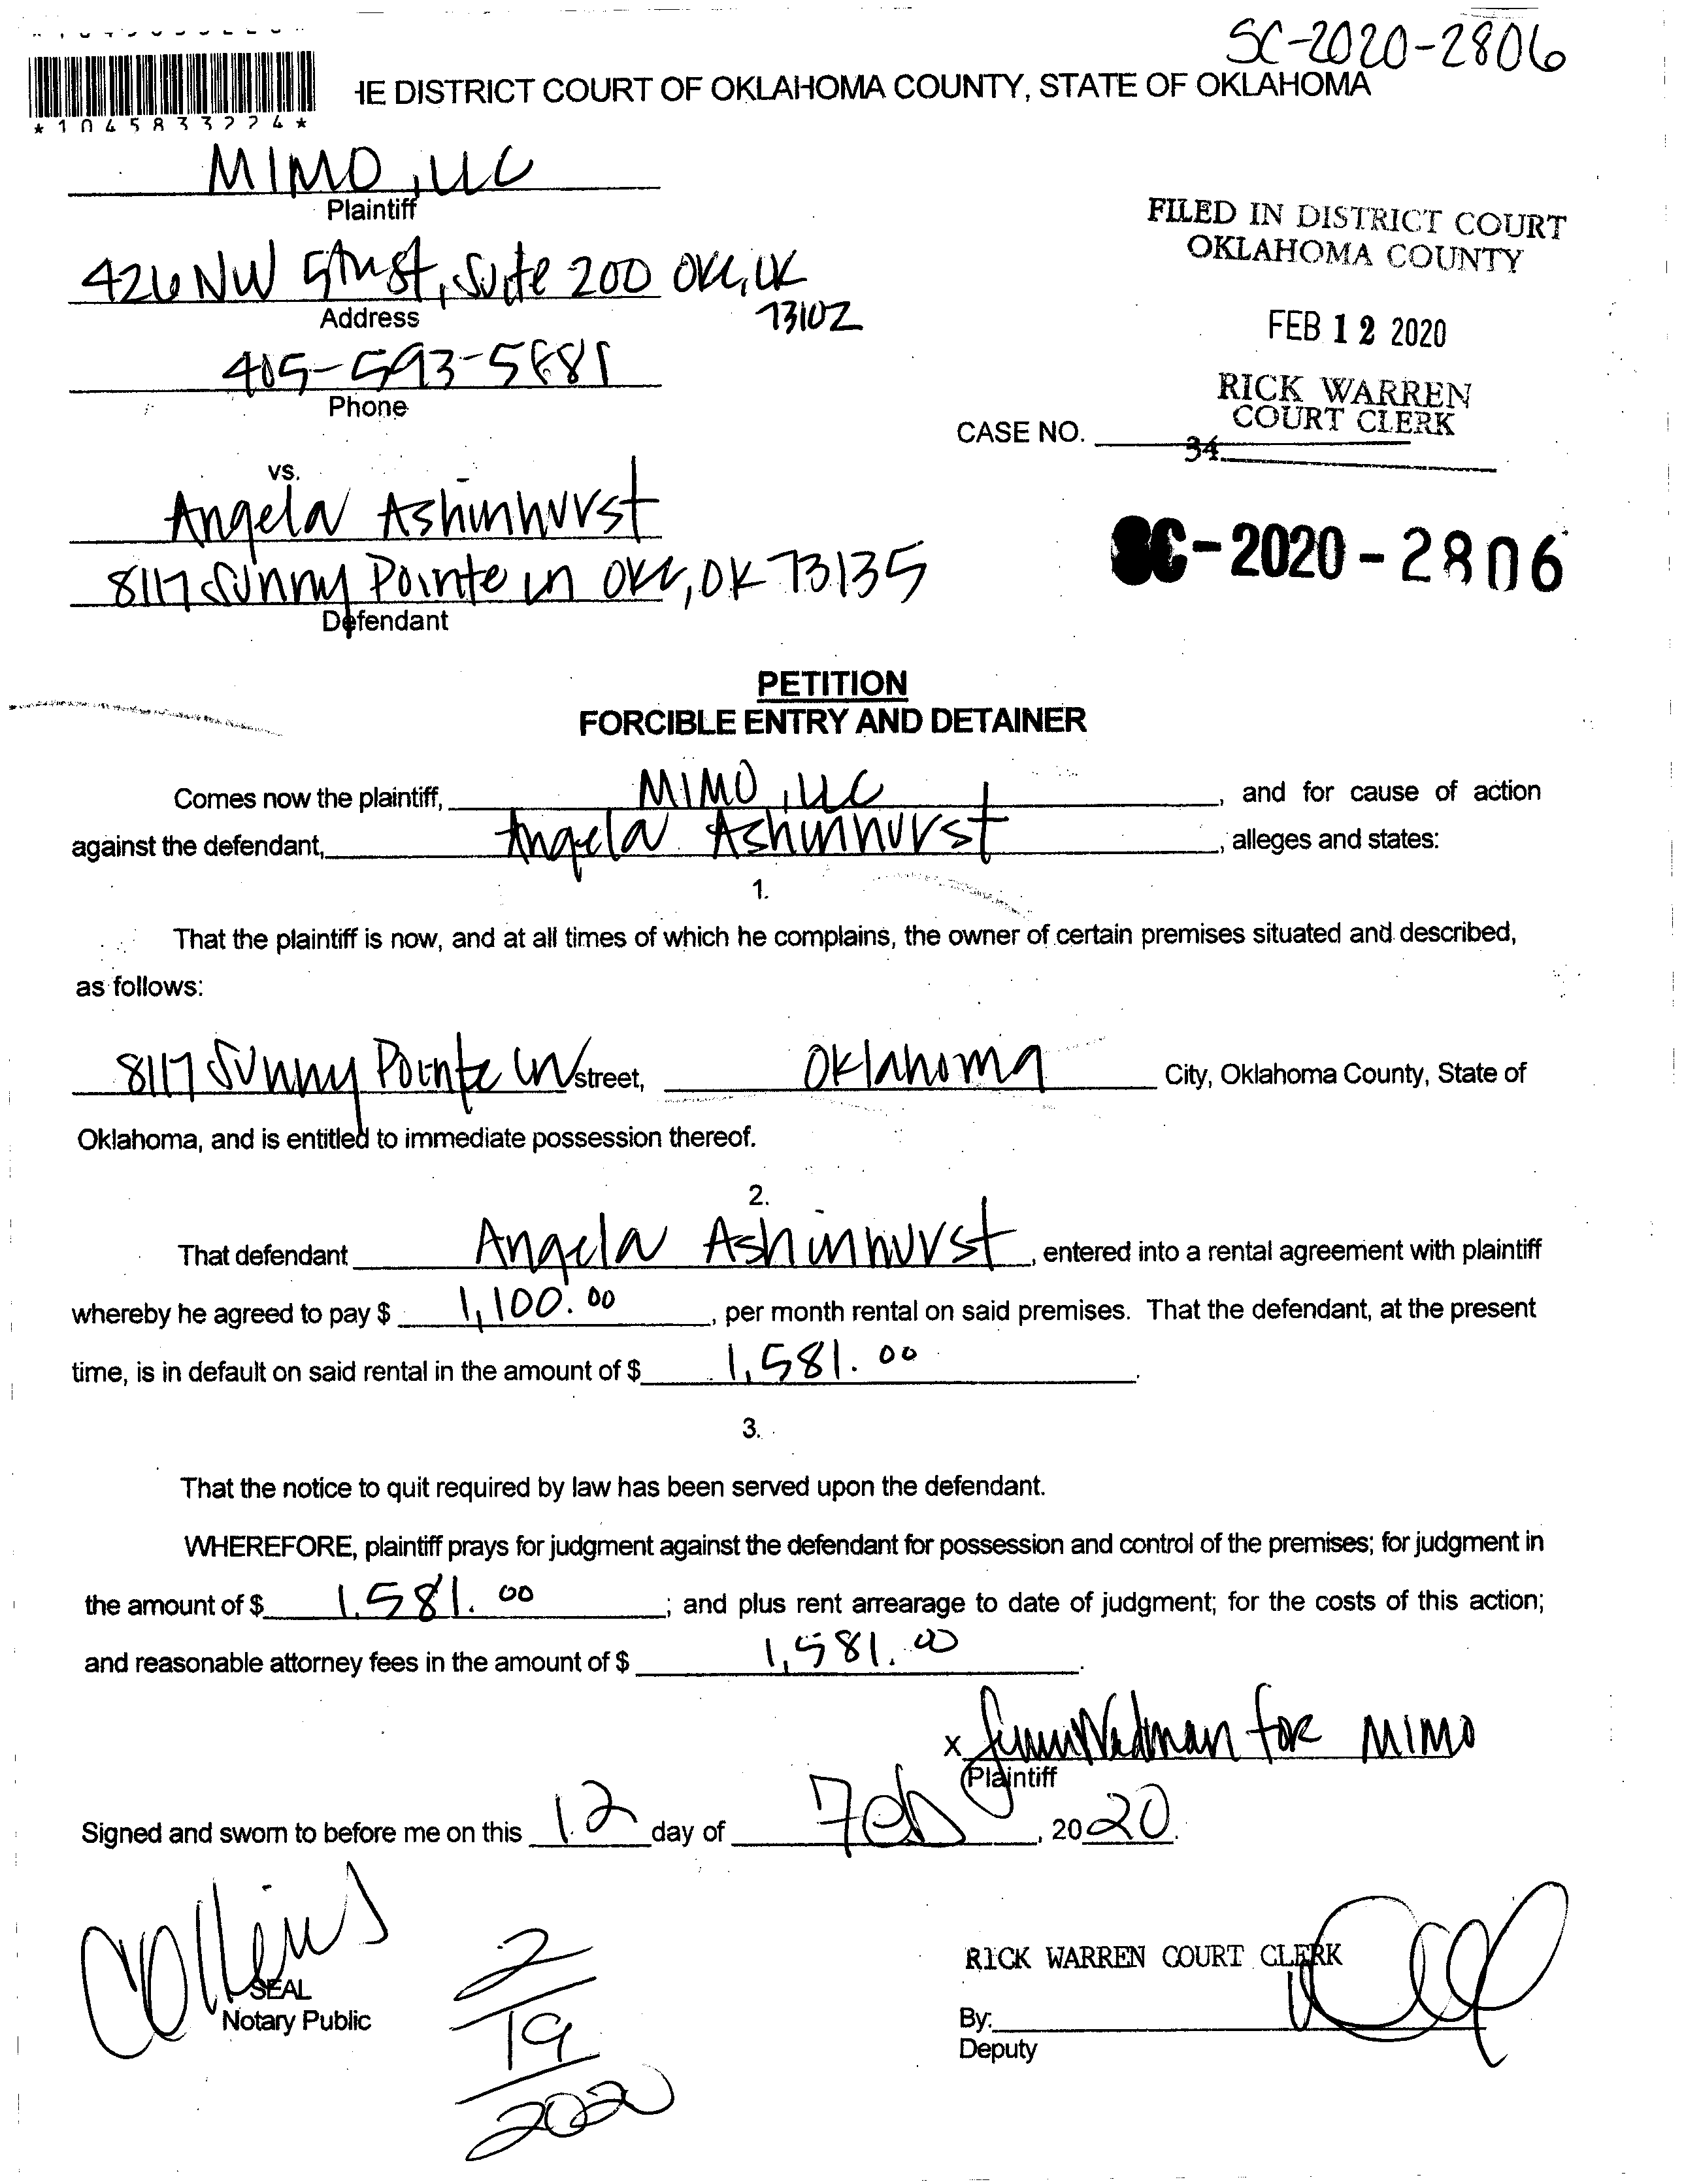 SC-2020-2806
HE DISTRICT COURT OF OKLAHOMA COUNTY, STATE OF OKLAHOMA
*1045833224*
MIMO, LLC
Plaintiff
FILED IN DISTRICT COURT
OKLAHOMA COUNTY
426 NW 5 Suite 200 OKC, OK
73102
Address
FEB 12 2020
405-593-5681
Phone
RICK WARREN
COURT CLERK
CASE NO.
34
vs.
Angela Ashinhurst
8117 Sunny Pointe Ln OKC, OK 73135
Defendant
SC-2020-2806
PETITION
FORCIBLE ENTRY AND DETAINER
Comes now the plaintiff, MIMO, LLC, and for cause of action
against the defendant, Angela Ashinhurst, alleges and states:
1.
That the plaintiff is now, and at all times of which he complains, the owner of certain premises situated and described,
as follows:
8117 Sunny Pointe Ln street, Oklahoma City, Oklahoma County, State of
Oklahoma, and is entitled to immediate possession thereof.
2.
That defendant Angela Ashinhurst, entered into a rental agreement with plaintiff
whereby he agreed to pay $ 1,100.00, per month rental on said premises. That the defendant, at the present
time, is in default on said rental in the amount of $ 1,581.00.
3.
That the notice to quit required by law has been served upon the defendant.
WHEREFORE, plaintiff prays for judgment against the defendant for possession and control of the premises; for judgment in
the amount of $ 1,581.00; and plus rent arrearage to date of judgment; for the costs of this action;
and reasonable attorney fees in the amount of $ 1,581.00.
x for MIMO
Plaintiff
Signed and sworn to before me on this 12 day of Feb, 2020.
Collins
SEAL
Notary Public
2
19
2020
RICK WARREN COURT CLERK
By:
Deputy